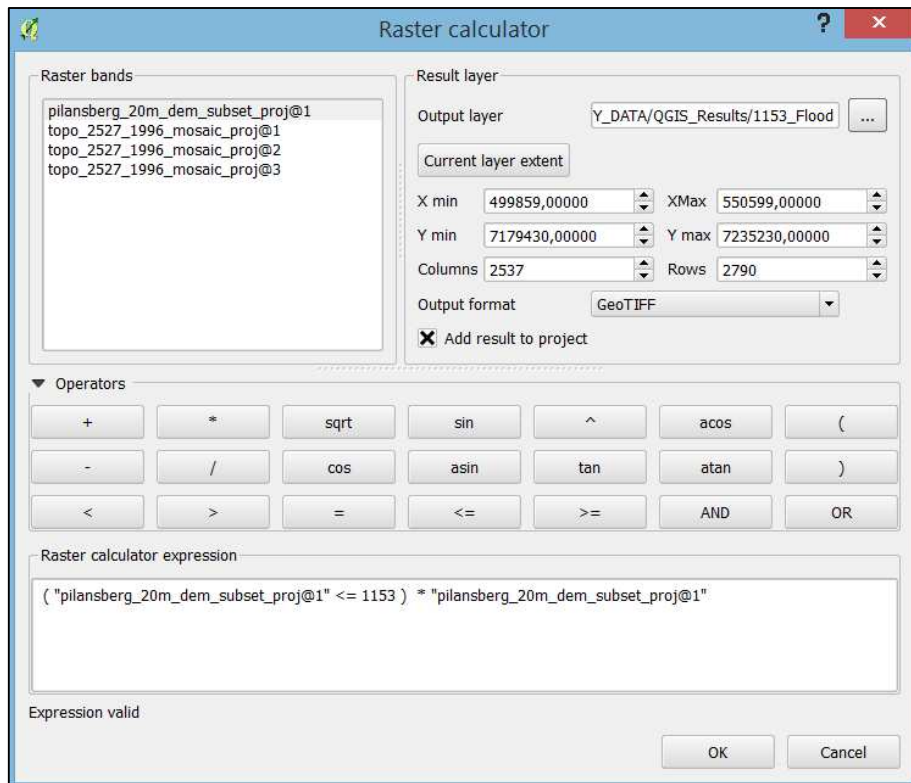 Raster calculator
?
×
Raster bands
pilansberg_20m_dem_subset_proj@1
topo_2527_1996_mosaic_proj@1
topo_2527_1996_mosaic_proj@2
topo_2527_1996_mosaic_proj@3
Result layer
Output layer Y_DATA/QGIS_Results/1153_Flood ...
Current layer extent
X min 499859,00000 XMax 550599,00000
Y min 7179430,00000 Y max 7235230,00000
Columns 2537 Rows 2790
Output format GeoTIFF
Add result to project
Operators
+ * sqrt sin ^ acos (
- / cos asin tan atan )
< > = <= >= AND OR
Raster calculator expression
( "pilansberg_20m_dem_subset_proj@1" <= 1153 ) * "pilansberg_20m_dem_subset_proj@1"
Expression valid
OK Cancel